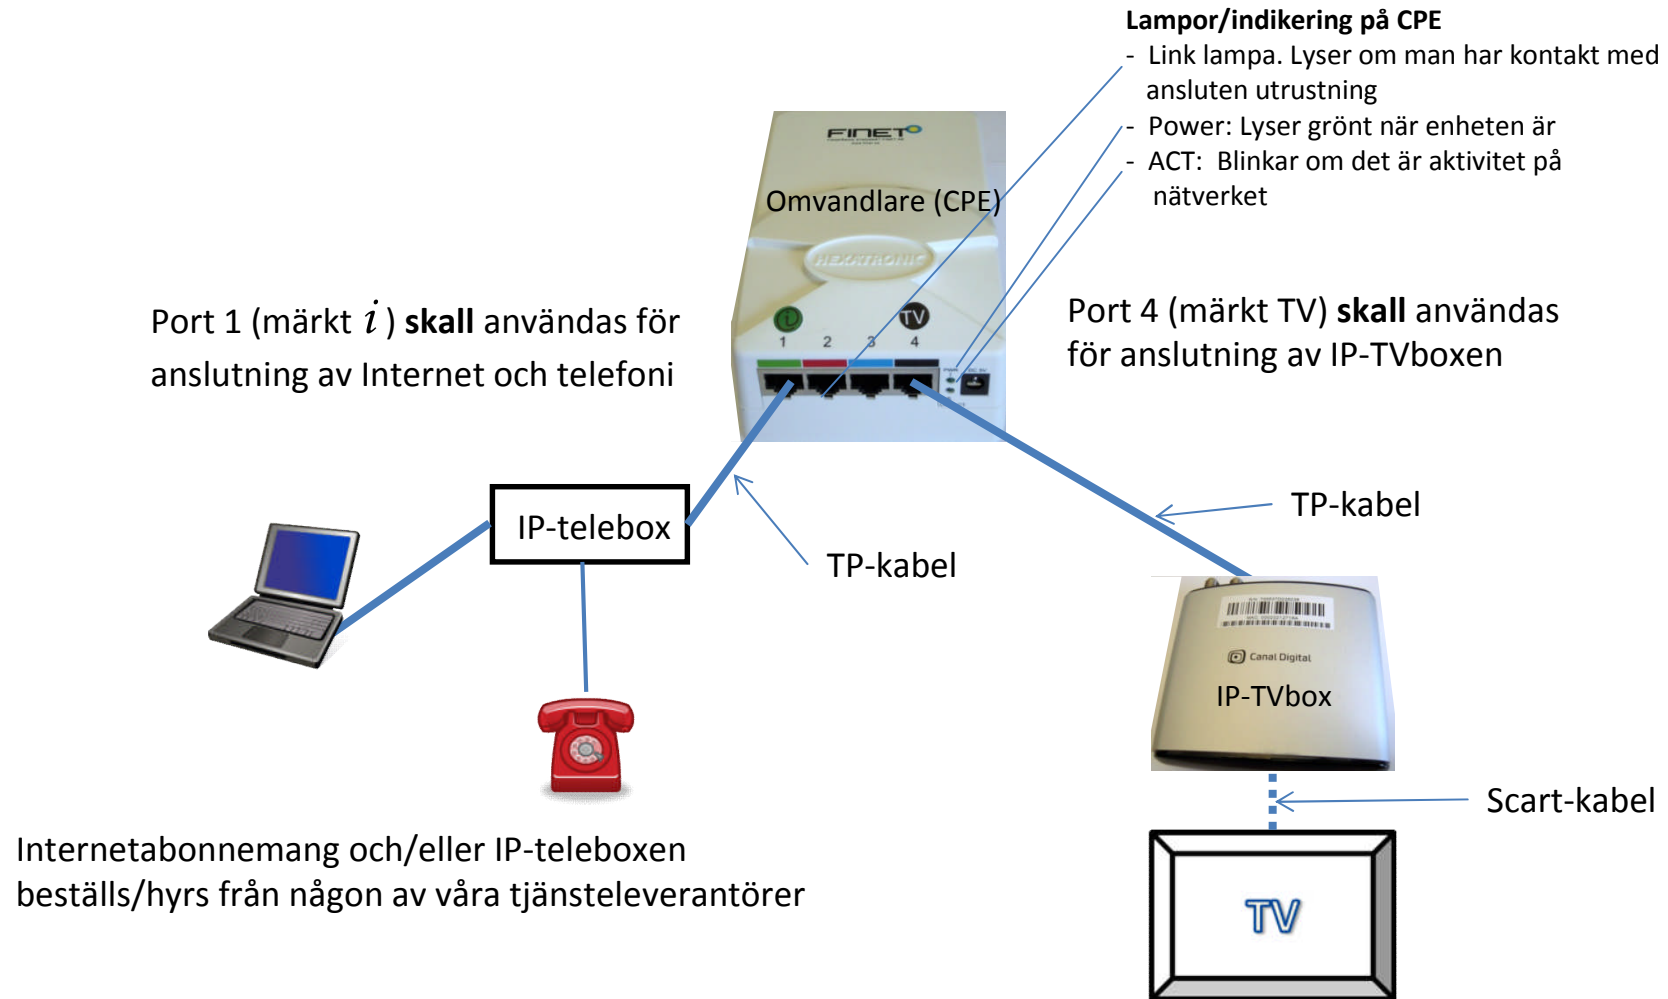 Lampor/indikering på CPE
- Link lampa. Lyser om man har kontakt med
ansluten utrustning
- Power: Lyser grönt när enheten är
- ACT: Blinkar om det är aktivitet på
nätverket
FINET
Omvandlare (CPE)
HEXATRONIC
i
TV
1 2 3 4
PWR
DC 5V
Port 1 (märkt i ) skall användas för
anslutning av Internet och telefoni
Port 4 (märkt TV) skall användas
för anslutning av IP-TVboxen
TP-kabel
IP-telebox
TP-kabel
Canal Digital
IP-TVbox
Scart-kabel
Internetabonnemang och/eller IP-teleboxen
beställs/hyrs från någon av våra tjänsteleverantörer
TV